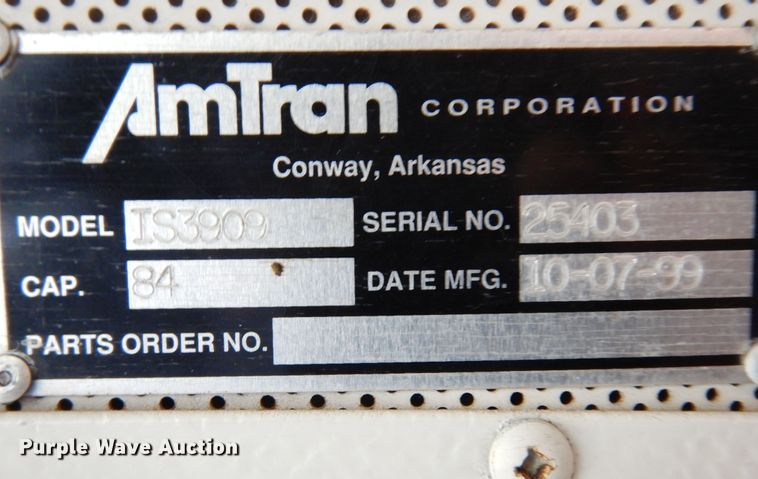 AmTran CORPORATION
Conway, Arkansas
MODEL IS3909 SERIAL NO. 25403
CAP. 84 DATE MFG. 10-07-99
PARTS ORDER NO.
Purple Wave Auction